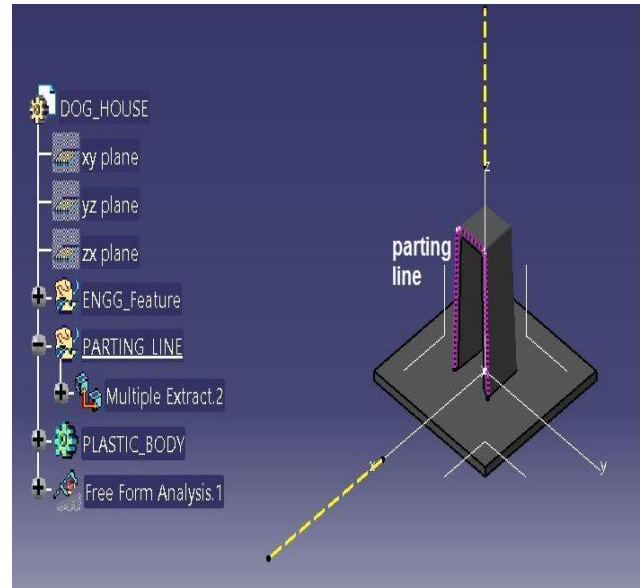 DOG_HOUSE
xy plane
yz plane
zx plane
ENGG_Feature
PARTING_LINE
Multiple Extract.2
PLASTIC_BODY
Free Form Analysis.1
parting
line
z
x
y